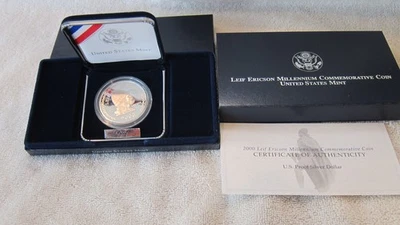 UNITED STATES MINT
LEIF ERICSON MILLENNIUM COMMEMORATIVE COIN
UNITED STATES MINT
2000 LEIF ERICSON MILLENNIUM COMMEMORATIVE COIN
CERTIFICATE OF AUTHENTICITY
U.S. Proof Silver Dollar